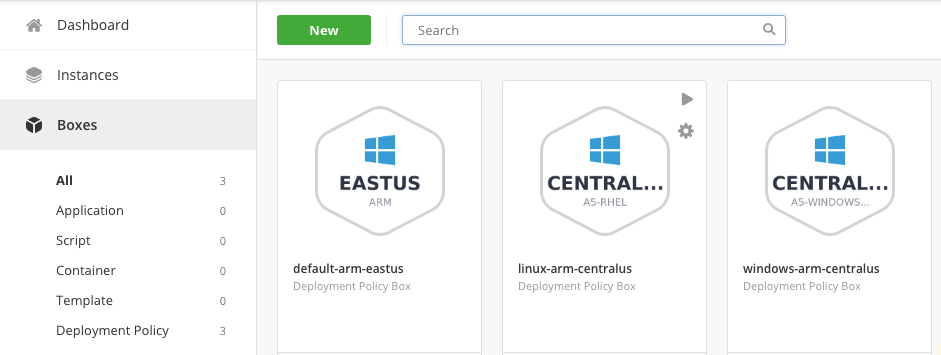 Dashboard
Instances
Boxes
All 3
Application 0
Script 0
Container 0
Template 0
Deployment Policy 3
New
Search
EASTUS
ARM
default-arm-eastus
Deployment Policy Box
CENTRAL...
A5-RHEL
linux-arm-centralus
Deployment Policy Box
CENTRAL...
A5-WINDOWS...
windows-arm-centralus
Deployment Policy Box